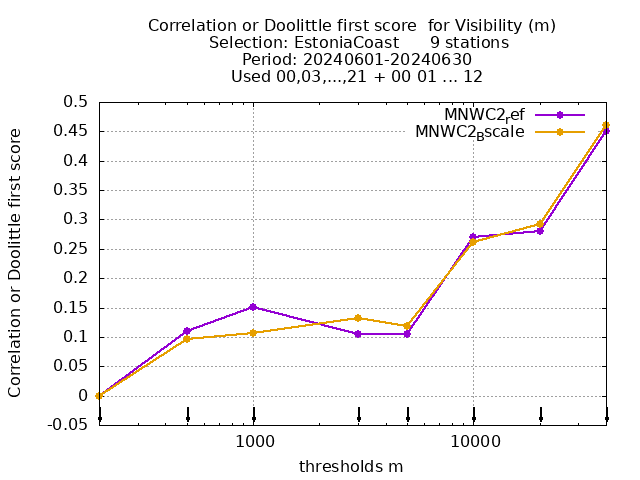 Correlation or Doolittle first score  for Visibility (m)
Selection: EstoniaCoast      9 stations
Period: 20240601-20240630
Used 00,03,...,21 + 00 01 ... 12
Correlation or Doolittle first score
0.5
0.45
0.4
0.35
0.3
0.25
0.2
0.15
0.1
0.05
0
-0.05
MNWC2ref
MNWC2Bscale
1000 10000
thresholds m